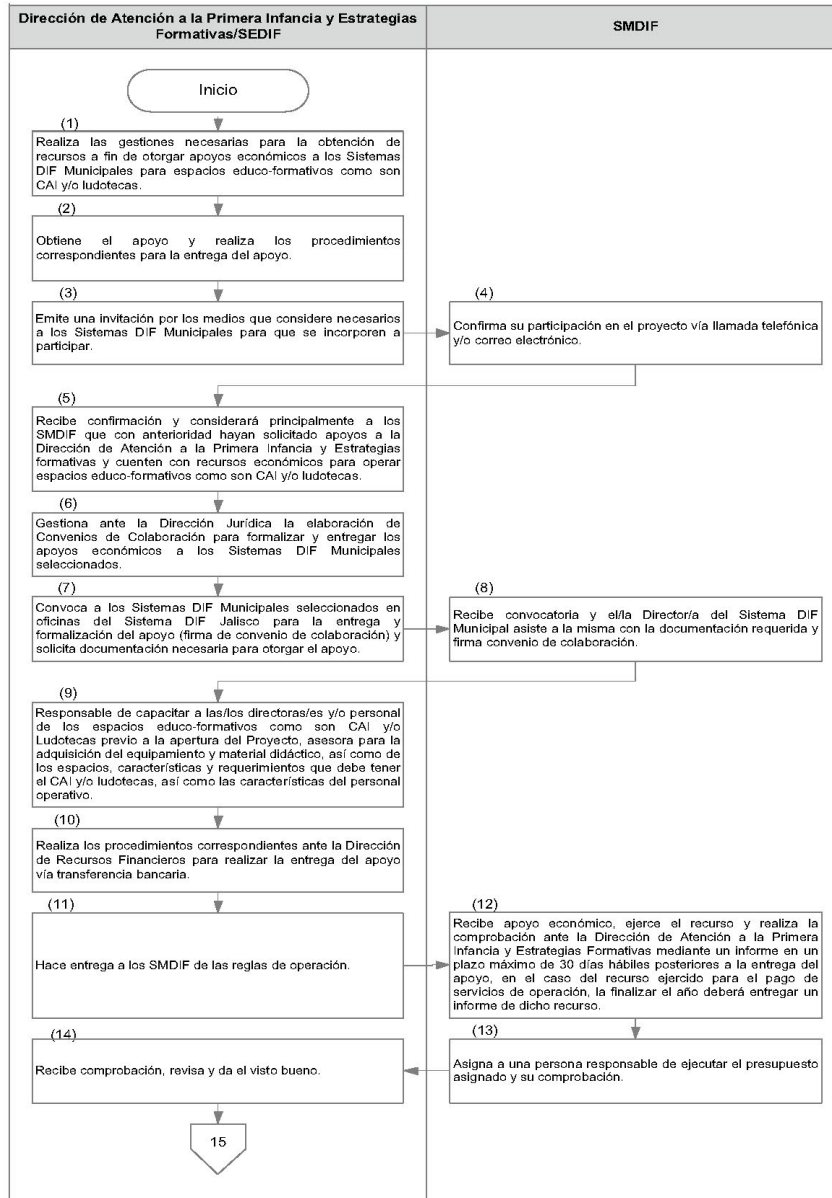 Dirección de Atención a la Primera Infancia y Estrategias
Formativas/SEDIF
SMDIF
Inicio
(1)
Realiza las gestiones necesarias para la obtención de
recursos a fin de otorgar apoyos económicos a los Sistemas
DIF Municipales para espacios educo-formativos como son
CAI y/o ludotecas.
(2)
Obtiene el apoyo y realiza los procedimientos
correspondientes para la entrega del apoyo.
(3)
Emite una invitación por los medios que considere necesarios
a los Sistemas DIF Municipales para que se incorporen a
participar.
(4)
Confirma su participación en el proyecto vía llamada telefónica
y/o correo electrónico.
(5)
Recibe confirmación y considerará principalmente a los
SMDIF que con anterioridad hayan solicitado apoyos a la
Dirección de Atención a la Primera Infancia y Estrategias
formativas y cuenten con recursos económicos para operar
espacios educo-formativos como son CAI y/o ludotecas.
(6)
Gestiona ante la Dirección Jurídica la elaboración de
Convenios de Colaboración para formalizar y entregar los
apoyos económicos a los Sistemas DIF Municipales
seleccionados.
(7)
Convoca a los Sistemas DIF Municipales seleccionados en
oficinas del Sistema DIF Jalisco para la entrega y
formalización del apoyo (firma de convenio de colaboración) y
solicita documentación necesaria para otorgar el apoyo.
(8)
Recibe convocatoria y el/la Director/a del Sistema DIF
Municipal asiste a la misma con la documentación requerida y
firma convenio de colaboración.
(9)
Responsable de capacitar a las/los directoras/es y/o personal
de los espacios educo-formativos como son CAI y/o
Ludotecas previo a la apertura del Proyecto, asesora para la
adquisición del equipamiento y material didáctico, así como de
los espacios, características y requerimientos que debe tener
el CAI y/o ludotecas, así como las características del personal
operativo.
(10)
Realiza los procedimientos correspondientes ante la Dirección
de Recursos Financieros para realizar la entrega del apoyo
vía transferencia bancaria.
(11)
Hace entrega a los SMDIF de las reglas de operación.
(12)
Recibe apoyo económico, ejerce el recurso y realiza la
comprobación ante la Dirección de Atención a la Primera
Infancia y Estrategias Formativas mediante un informe en un
plazo máximo de 30 días hábiles posteriores a la entrega del
apoyo, en el caso del recurso ejercido para el pago de
servicios de operación, la finalizar el año deberá entregar un
informe de dicho recurso.
(13)
Asigna a una persona responsable de ejecutar el presupuesto
asignado y su comprobación.
(14)
Recibe comprobación, revisa y da el visto bueno.
15